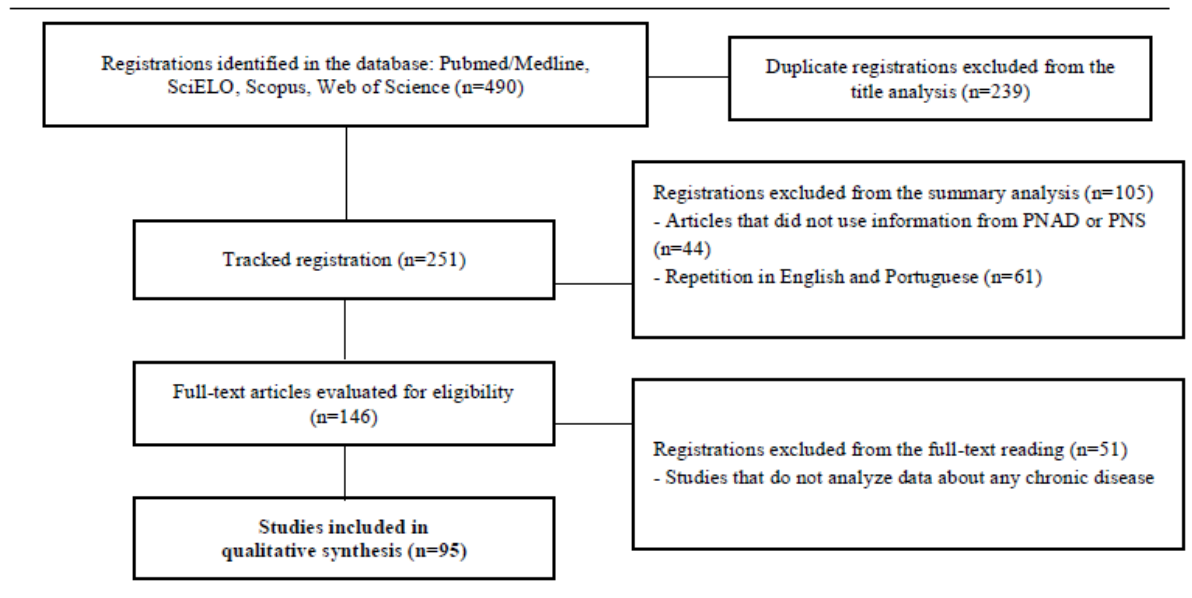 Registrations identified in the database: Pubmed/Medline,
SciELO, Scopus, Web of Science (n=490)
Duplicate registrations excluded from the
title analysis (n=239)
Registrations excluded from the summary analysis (n=105)
- Articles that did not use information from PNAD or PNS
(n=44)
- Repetition in English and Portuguese (n=61)
Tracked registration (n=251)
Full-text articles evaluated for eligibility
(n=146)
Registrations excluded from the full-text reading (n=51)
- Studies that do not analyze data about any chronic disease
Studies included in
qualitative synthesis (n=95)